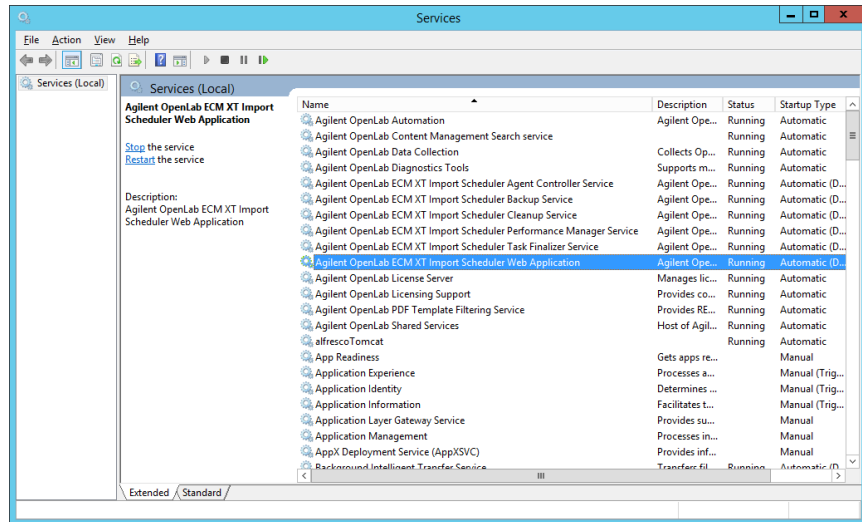 Services
File Action View Help
Services (Local)
Services (Local)
Agilent OpenLab ECM XT Import
Scheduler Web Application
Stop the service
Restart the service
Description:
Agilent OpenLab ECM XT Import
Scheduler Web Application
Name Description Status Startup Type
Agilent OpenLab Automation Agilent Ope... Running Automatic
Agilent OpenLab Content Management Search service Running Automatic
Agilent OpenLab Data Collection Collects Op... Running Automatic
Agilent OpenLab Diagnostics Tools Supports m... Running Automatic
Agilent OpenLab ECM XT Import Scheduler Agent Controller Service Agilent Ope... Running Automatic (D...
Agilent OpenLab ECM XT Import Scheduler Backup Service Agilent Ope... Running Automatic (D...
Agilent OpenLab ECM XT Import Scheduler Cleanup Service Agilent Ope... Running Automatic (D...
Agilent OpenLab ECM XT Import Scheduler Performance Manager Service Agilent Ope... Running Automatic (D...
Agilent OpenLab ECM XT Import Scheduler Task Finalizer Service Agilent Ope... Running Automatic (D...
Agilent OpenLab ECM XT Import Scheduler Web Application Agilent Ope... Running Automatic (D...
Agilent OpenLab License Server Manages lic... Running Automatic
Agilent OpenLab Licensing Support Provides co... Running Automatic
Agilent OpenLab PDF Template Filtering Service Provides RE... Running Automatic
Agilent OpenLab Shared Services Host of Agil... Running Automatic
alfrescoTomcat Running Automatic
App Readiness Gets apps re... Manual
Application Experience Processes a... Manual (Trig...
Application Identity Determines ... Manual (Trig...
Application Information Facilitates t... Manual (Trig...
Application Layer Gateway Service Provides su... Manual
Application Management Processes in... Manual
AppX Deployment Service (AppXSVC) Provides inf... Manual
Background Intelligent Transfer Service Transfers fil... Running Automatic (D...
Extended Standard